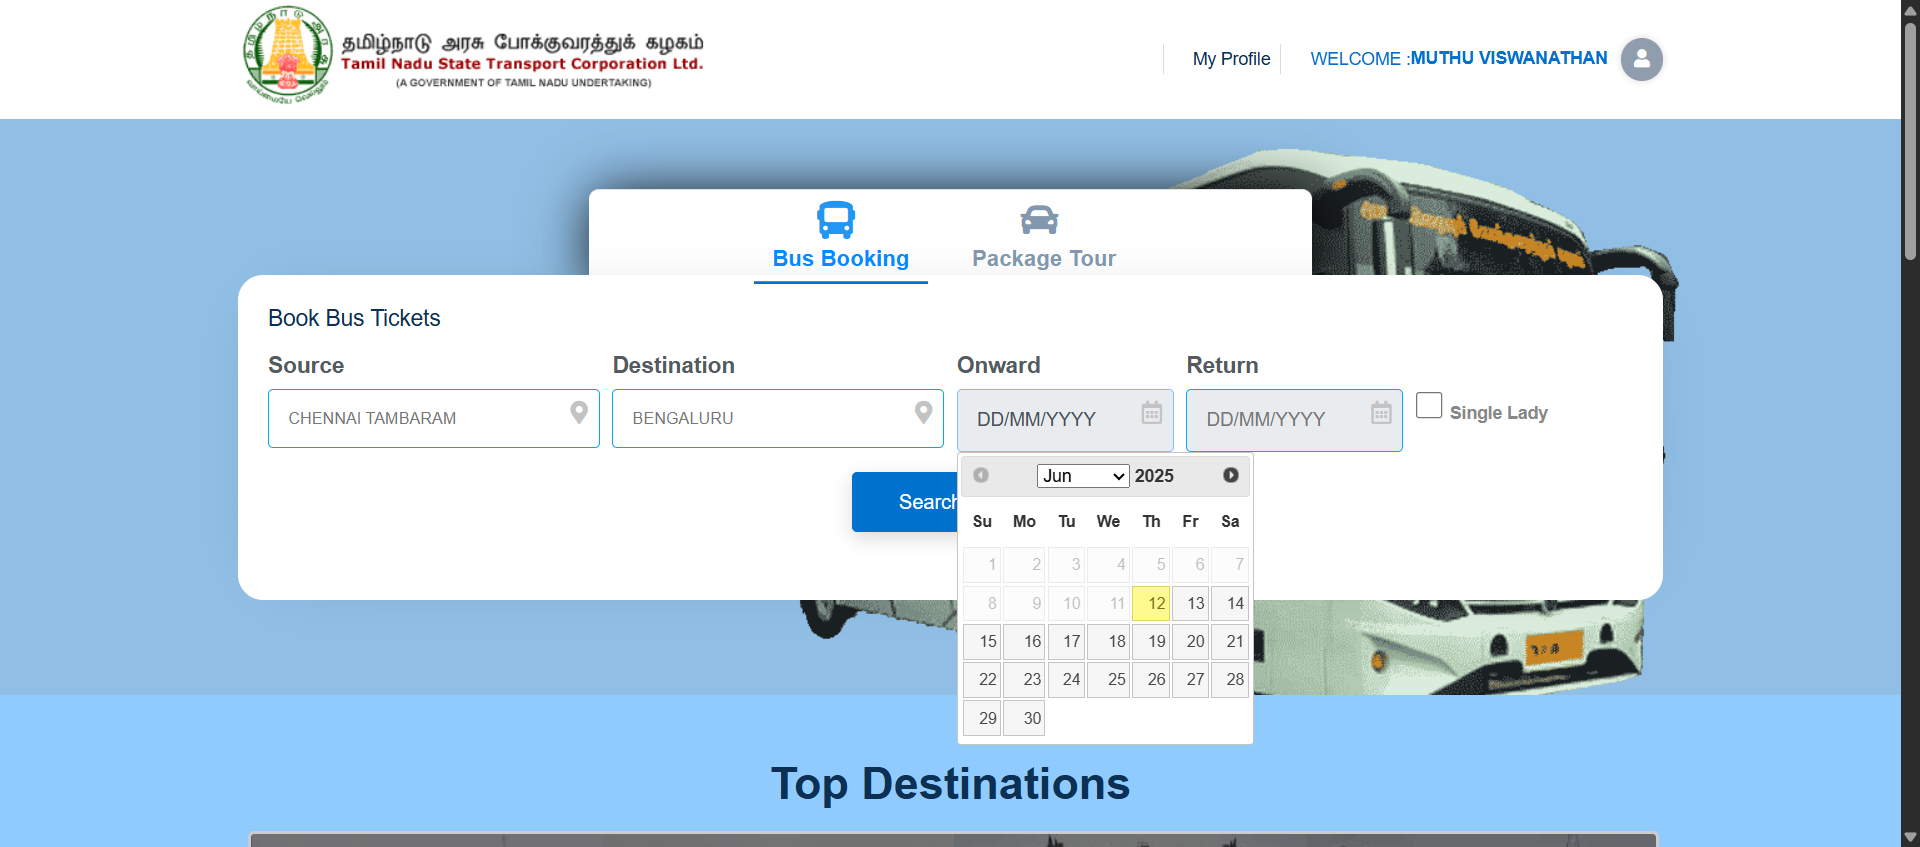 தமிழ்நாடு அரசு போக்குவரத்துக் கழகம்
Tamil Nadu State Transport Corporation Ltd.
(A GOVERNMENT OF TAMIL NADU UNDERTAKING)
My Profile
WELCOME :MUTHU VISWANATHAN
Bus Booking
Package Tour
Book Bus Tickets
Source
Destination
Onward
Return
CHENNAI TAMBARAM
BENGALURU
DD/MM/YYYY
DD/MM/YYYY
Single Lady
Search
Jun 2025
Su Mo Tu We Th Fr Sa
1 2 3 4 5 6 7
8 9 10 11 12 13 14
15 16 17 18 19 20 21
22 23 24 25 26 27 28
29 30
Top Destinations